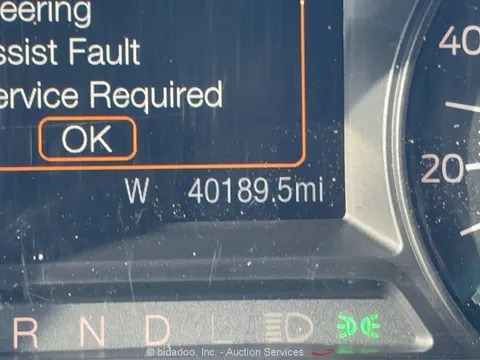 eering
ssist Fault
ervice Required
OK
W 40189.5mi
40
20
R N D
© bidadoo, Inc. - Auction Services